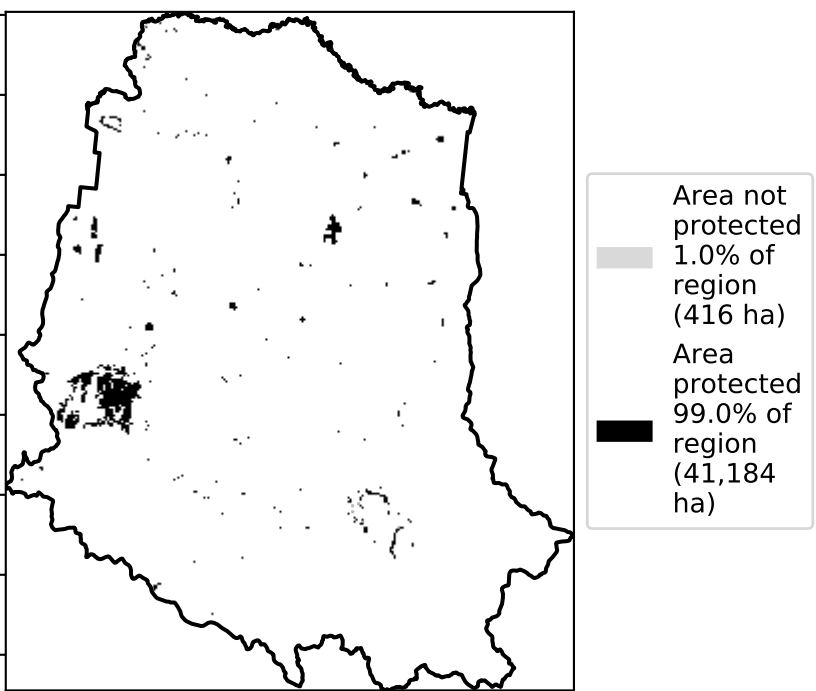 Area not
protected
1.0% of
region
(416 ha)
Area
protected
99.0% of
region
(41,184
ha)